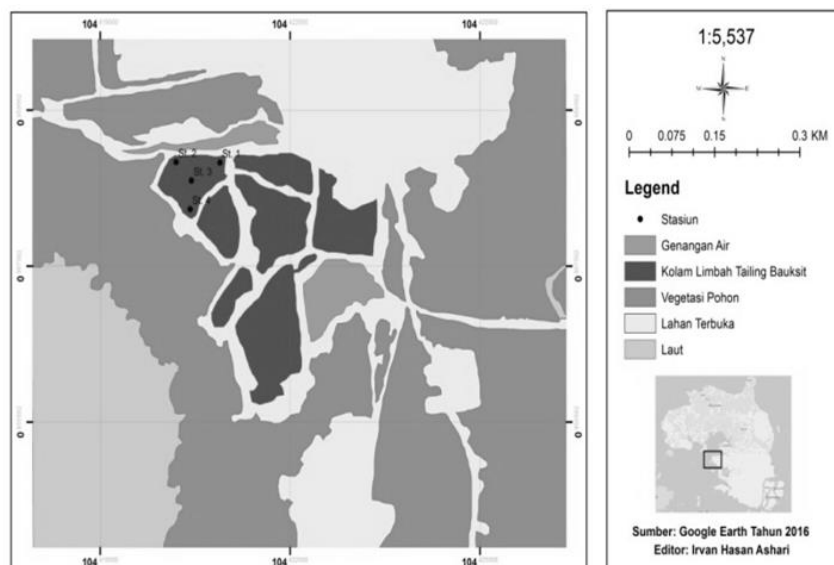 104
104
104
St. 2
St. 1
St. 3
St. 4
0
0
0
0
0
0
104
104
104
1:5,537
N
W
E
S
0 0.075 0.15 0.3 KM
Legend
Stasiun
Genangan Air
Kolam Limbah Tailing Bauksit
Vegetasi Pohon
Lahan Terbuka
Laut
Sumber: Google Earth Tahun 2016
Editor: Irvan Hasan Ashari